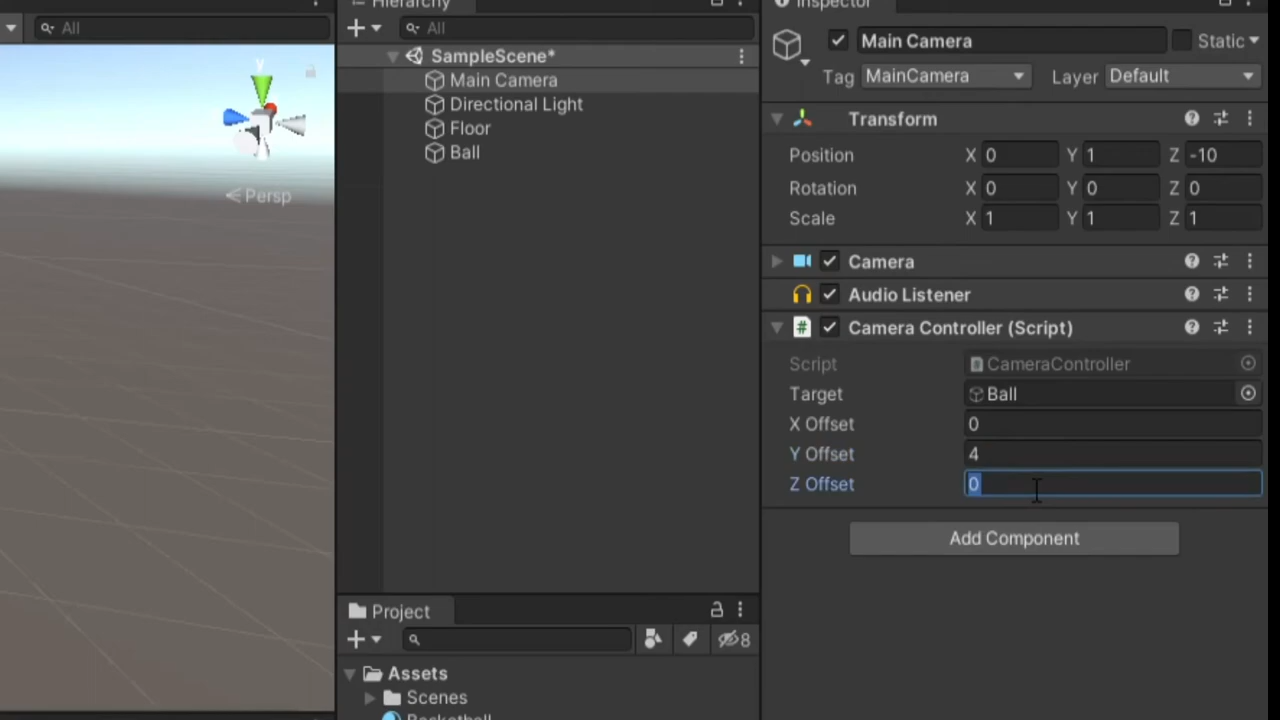 All
y
Persp
Hierarchy
All
SampleScene*
Main Camera
Directional Light
Floor
Ball
Project
8
Assets
Scenes
Basketball
Inspector
Main Camera
Static
Tag MainCamera Layer Default
Transform
Position X 0 Y 1 Z -10
Rotation X 0 Y 0 Z 0
Scale X 1 Y 1 Z 1
Camera
Audio Listener
# Camera Controller (Script)
Script CameraController
Target Ball
X Offset 0
Y Offset 4
Z Offset 0
Add Component